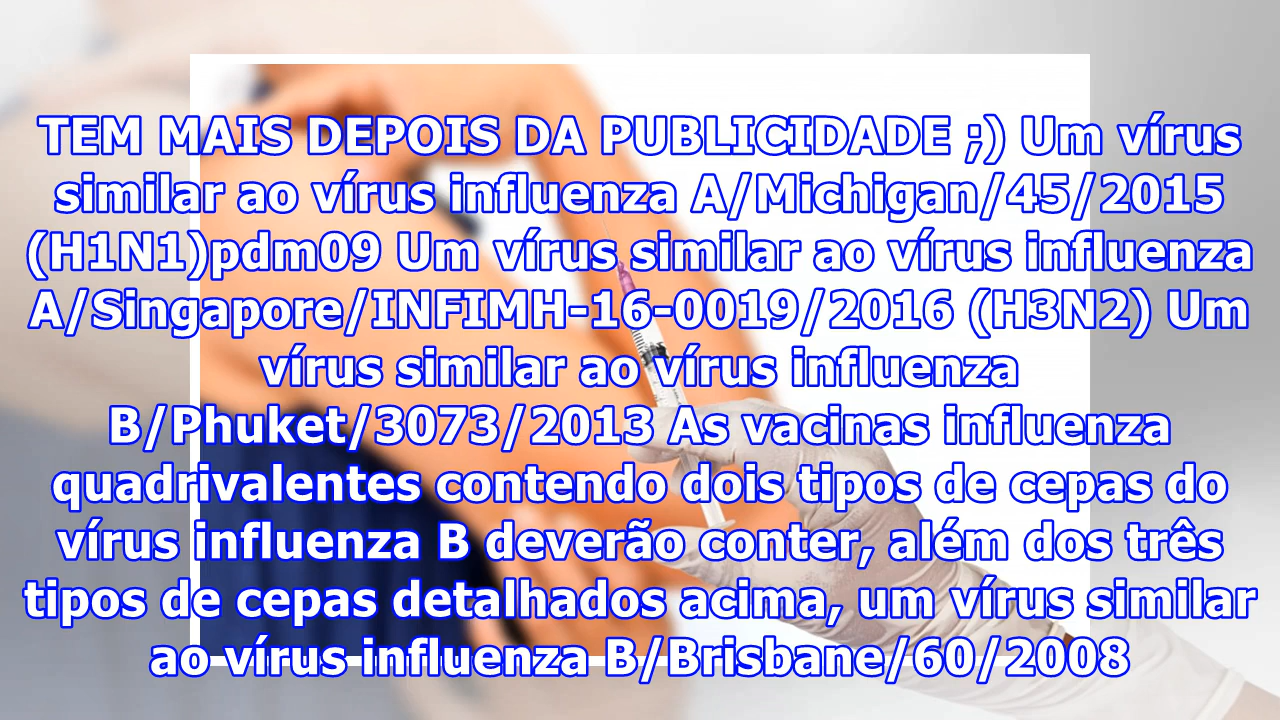 TEM MAIS DEPOIS DA PUBLICIDADE ;) Um vírus
similar ao vírus influenza A/Michigan/45/2015
(H1N1)pdm09 Um vírus similar ao vírus influenza
A/Singapore/INFIMH-16-0019/2016 (H3N2) Um
vírus similar ao vírus influenza
B/Phuket/3073/2013 As vacinas influenza
quadrivalentes contendo dois tipos de cepas do
vírus influenza B deverão conter, além dos três
tipos de cepas detalhados acima, um vírus similar
ao vírus influenza B/Brisbane/60/2008